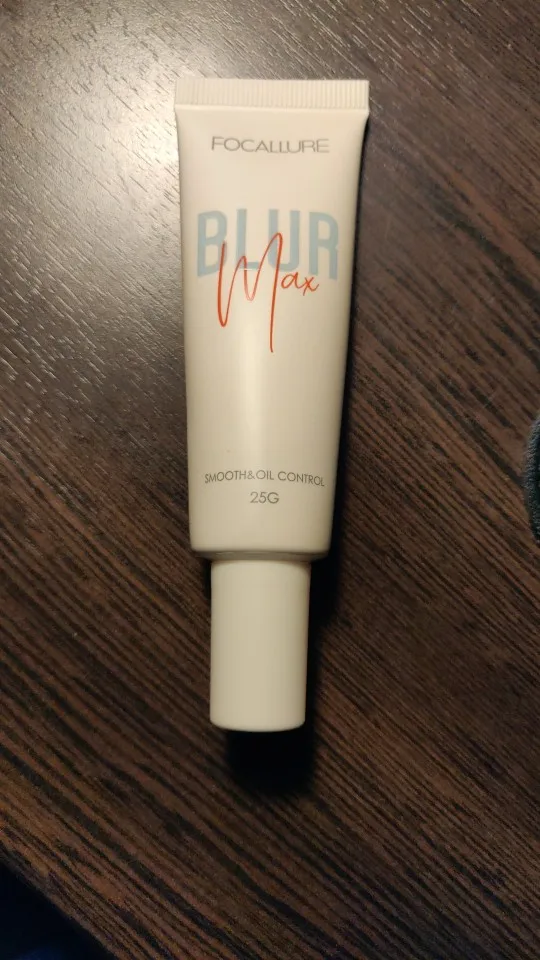 FOCALLURE
BLUR
Max
SMOOTH&OIL CONTROL
25G